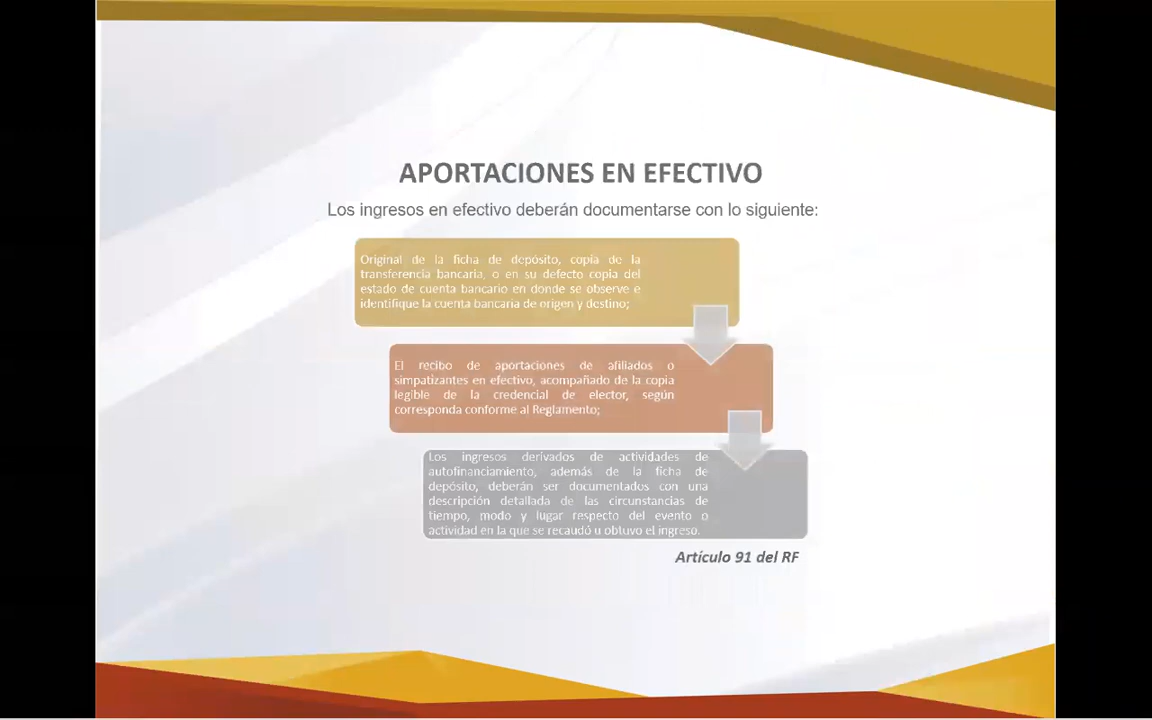 APORTACIONES EN EFECTIVO
Los ingresos en efectivo deberán documentarse con lo siguiente:
Original de la ficha de depósito, copia de la
transferencia bancaria, o en su defecto copia del
estado de cuenta bancario en donde se observe e
identifique la cuenta bancaria de origen y destino;
El recibo de aportaciones de afiliados o
simpatizantes en efectivo, acompañado de la copia
legible de la credencial de elector, según
corresponda conforme al Reglamento;
Los ingresos derivados de actividades de
autofinanciamiento, además de la ficha de
depósito, deberán ser documentados con una
descripción detallada de las circunstancias de
tiempo, modo y lugar respecto del evento o
actividad en la que se recaudó u obtuvo el ingreso.
Artículo 91 del RF